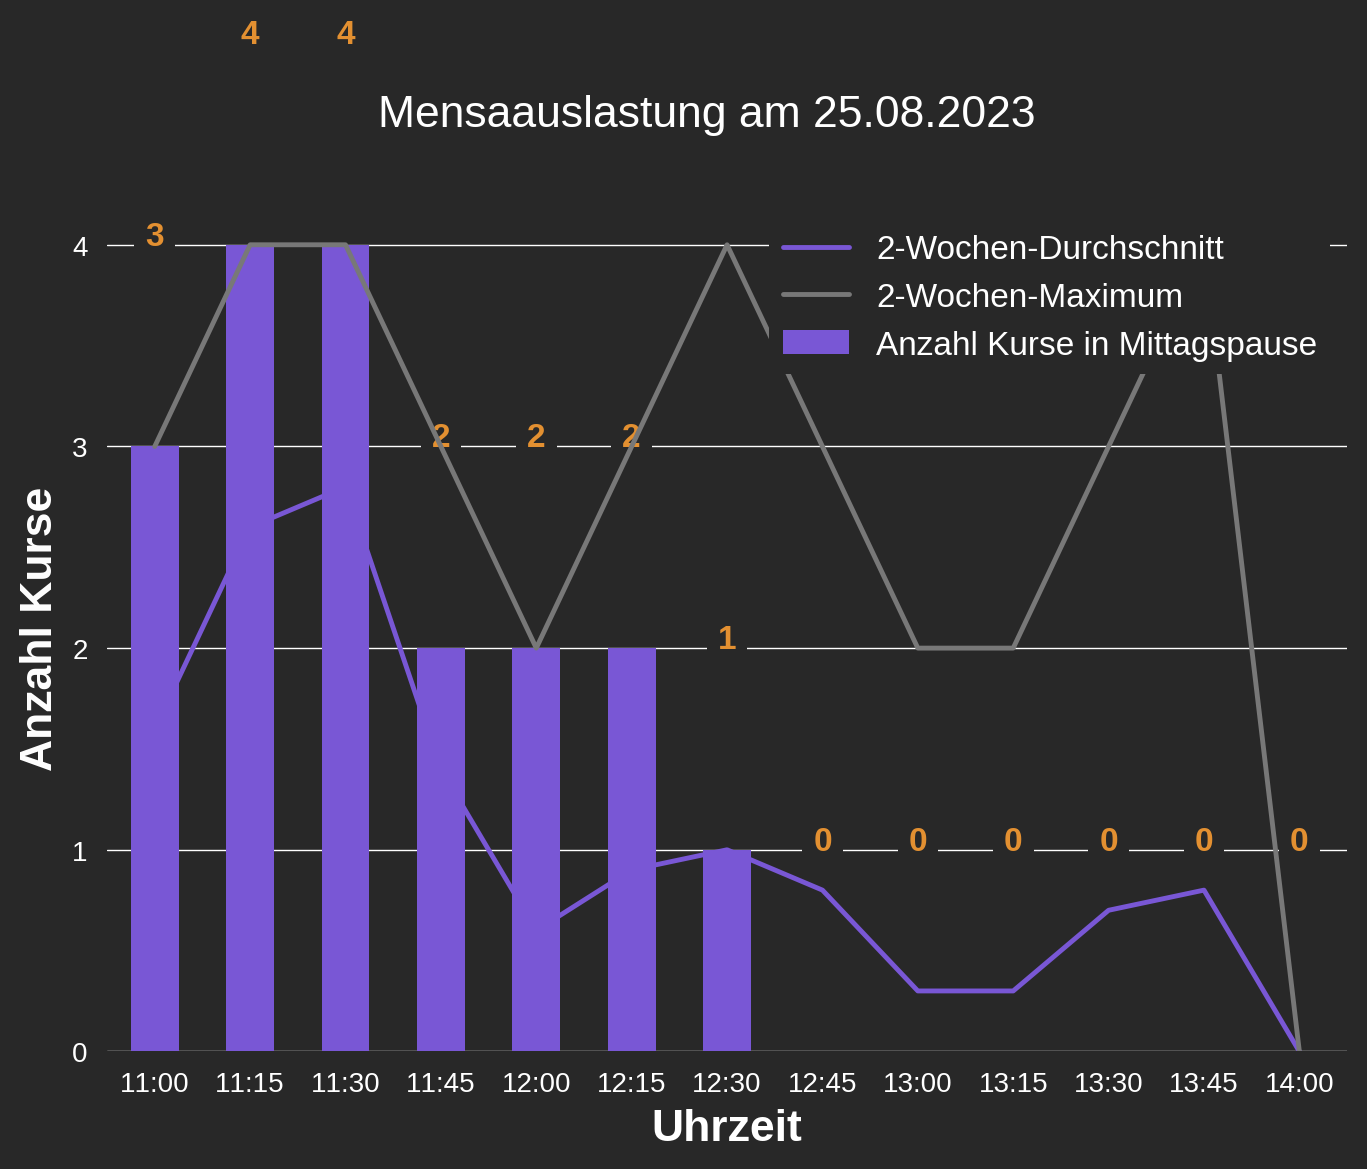 4 4
Mensaauslastung am 25.08.2023
2-Wochen-Durchschnitt
2-Wochen-Maximum
Anzahl Kurse in Mittagspause
Anzahl Kurse
4
3
2
1
0
3
2 2 2
1
0 0 0 0 0 0
11:00 11:15 11:30 11:45 12:00 12:15 12:30 12:45 13:00 13:15 13:30 13:45 14:00
Uhrzeit